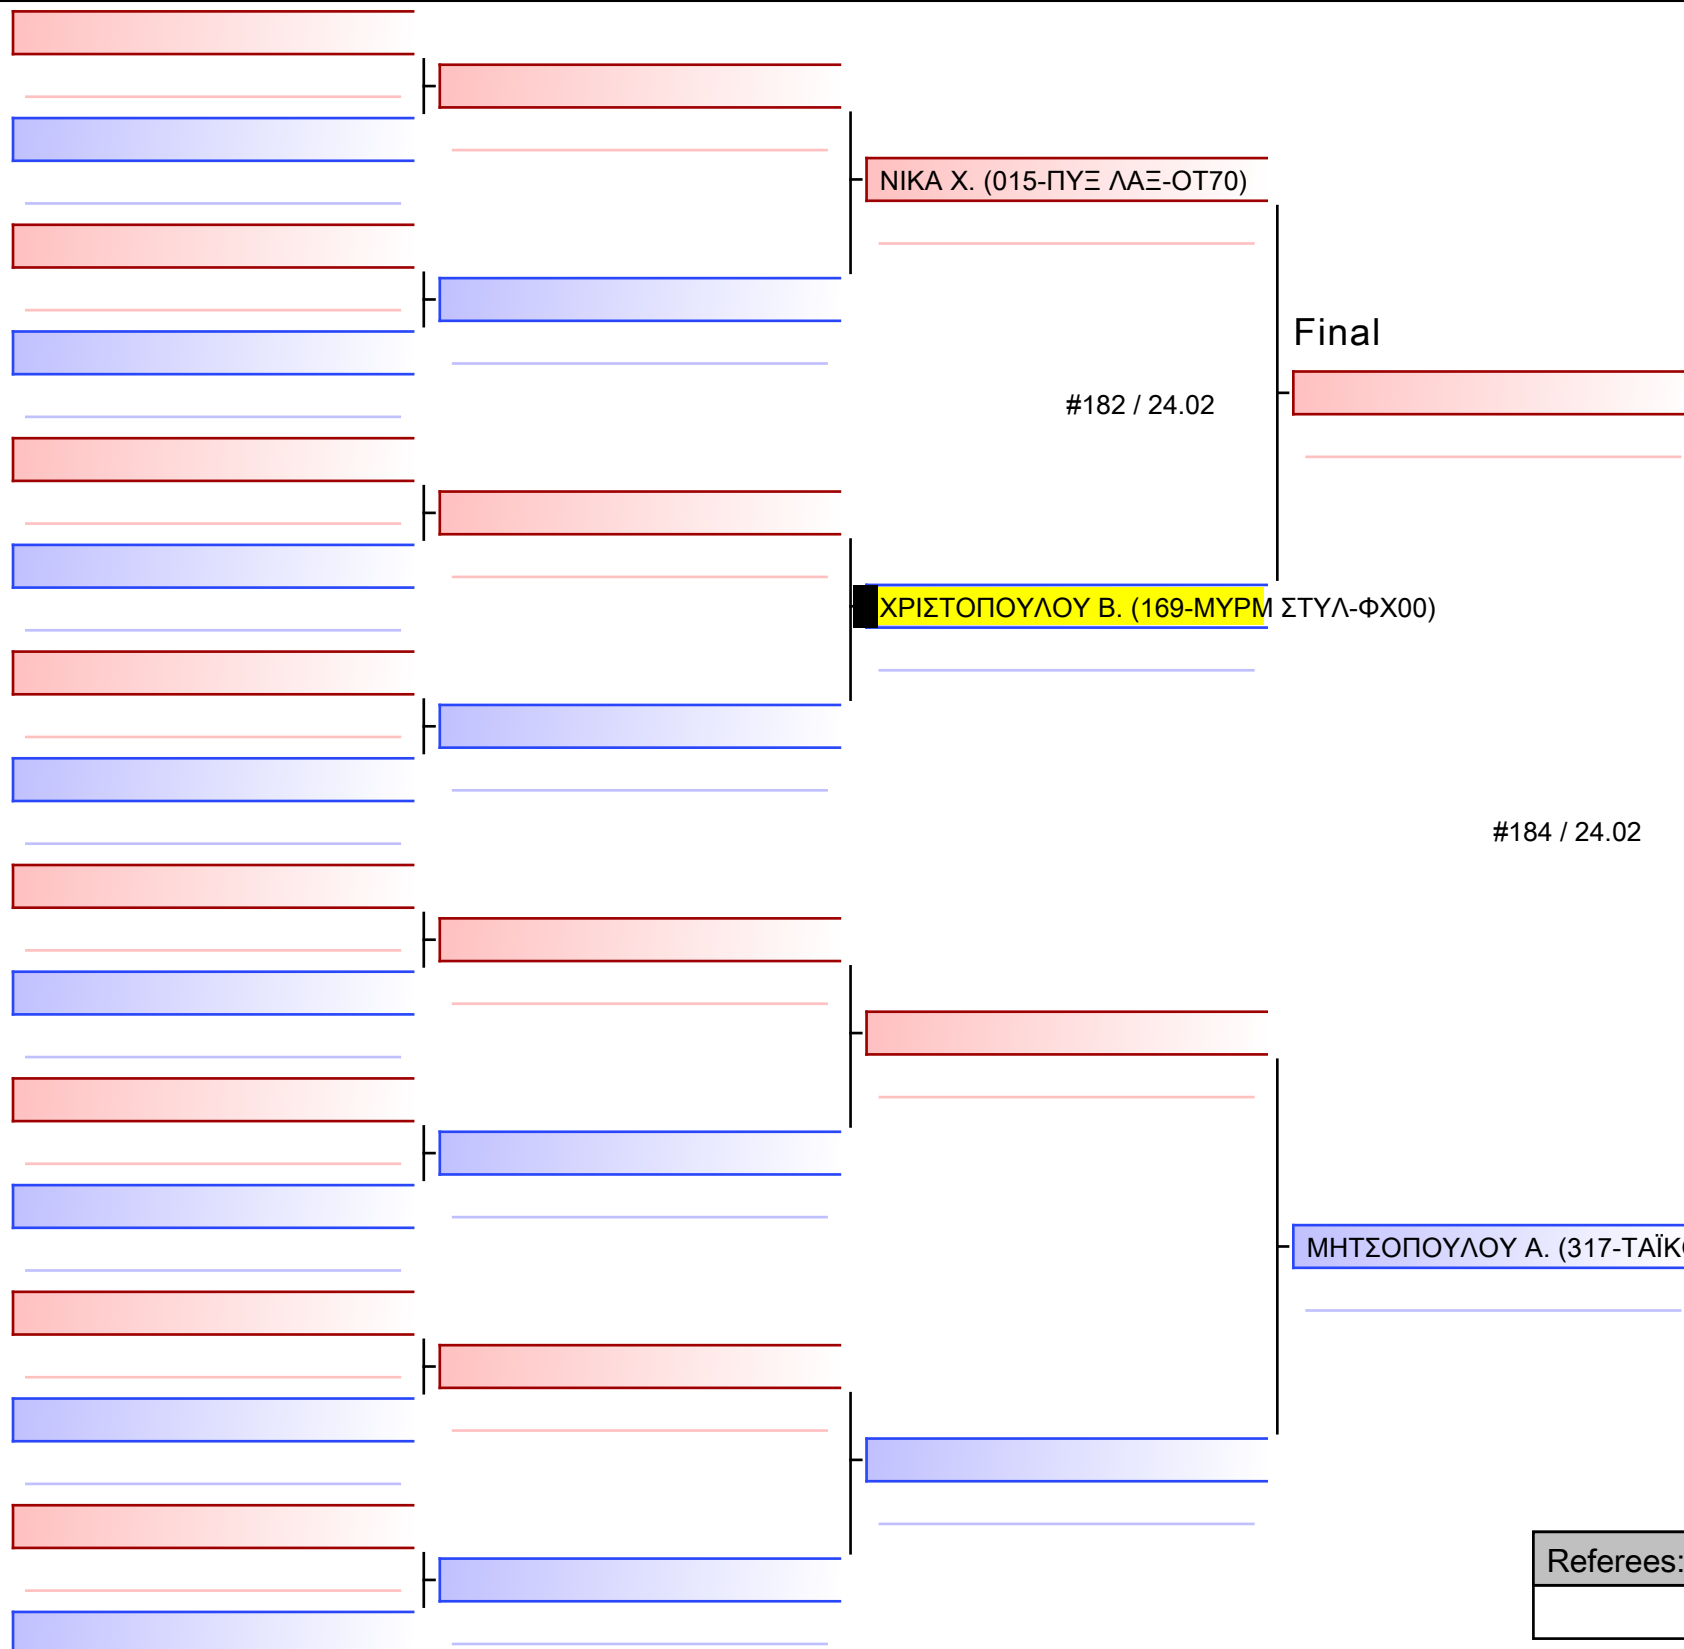 ΝΙΚΑ Χ. (015-ΠΥΞ ΛΑΞ-ΟΤ70)
Final
#182 / 24.02
ΧΡΙΣΤΟΠΟΥΛΟΥ Β. (169-ΜΥΡΜ ΣΤΥΛ-ΦΧ00)
#184 / 24.02
ΜΗΤΣΟΠΟΥΛΟΥ Α. (317-ΤΑΪΚ
Referees: